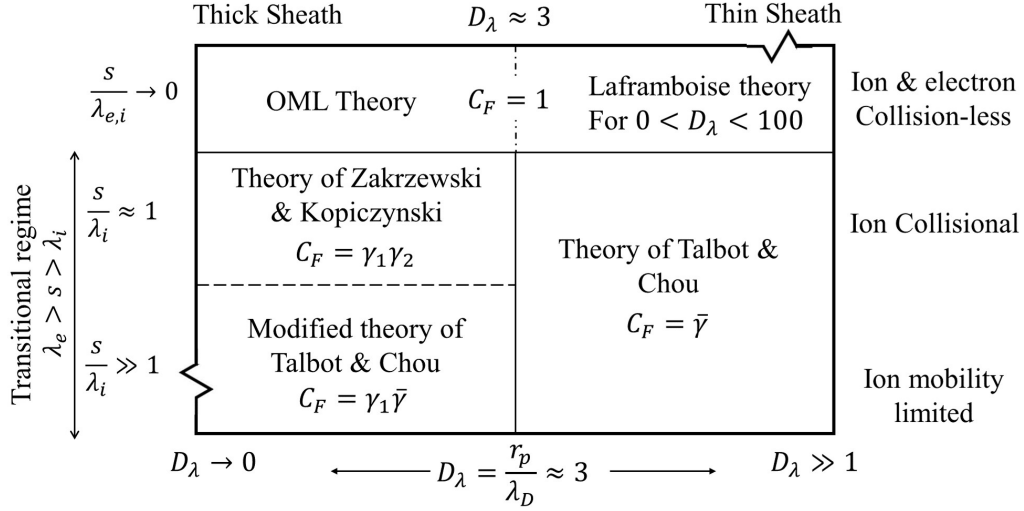 Thick Sheath
D_λ ≈ 3
Thin Sheath
s/λ_{e,i} → 0
OML Theory
C_F = 1
Laframboise theory
For 0 < D_λ < 100
Ion & electron
Collision-less
Transitional regime
λ_e > s > λ_i
s/λ_i ≈ 1
Theory of Zakrzewski
& Kopiczynski
C_F = γ₁γ₂
Theory of Talbot &
Chou
C_F = γ̄
Ion Collisional
s/λ_i ≫ 1
Modified theory of
Talbot & Chou
C_F = γ₁γ̄
Ion mobility
limited
D_λ → 0
D_λ = r_p/λ_D ≈ 3
D_λ ≫ 1